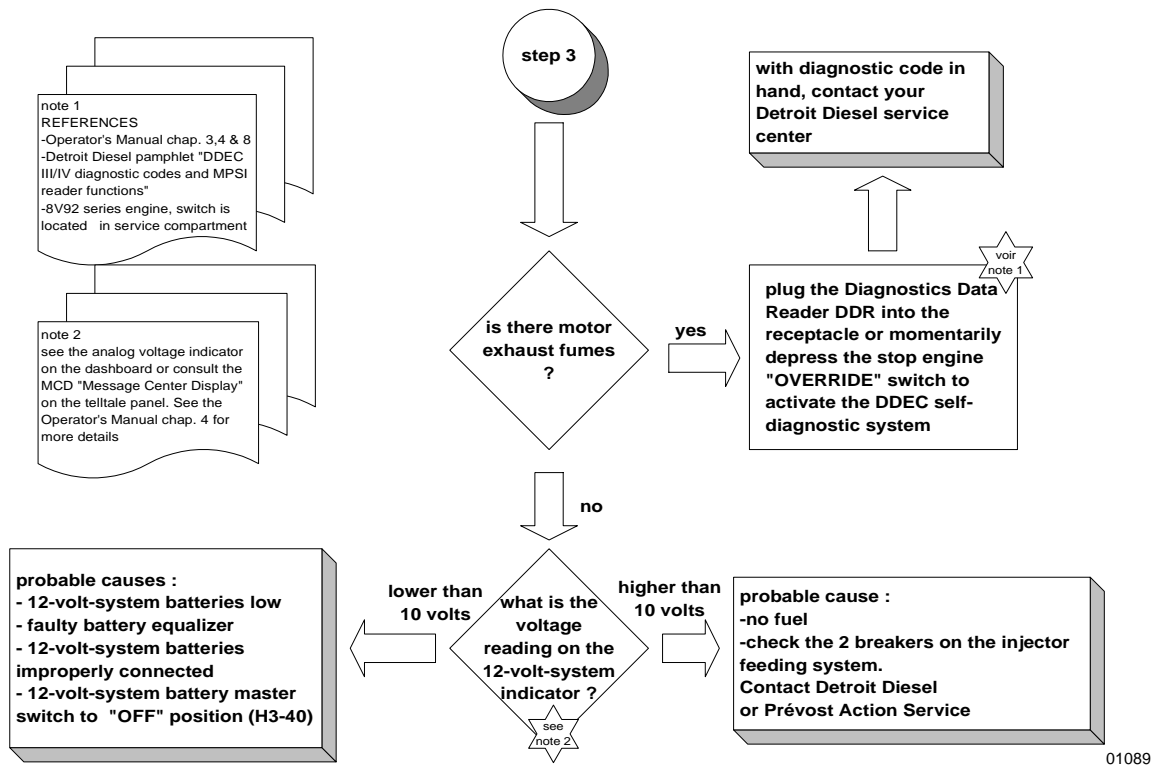 note 1
REFERENCES
-Operator's Manual chap. 3,4 & 8
-Detroit Diesel pamphlet "DDEC
III/IV diagnostic codes and MPSI
reader functions"
-8V92 series engine, switch is
located in service compartment
note 2
see the analog voltage indicator
on the dashboard or consult the
MCD "Message Center Display"
on the telltale panel. See the
Operator's Manual chap. 4 for
more details
step 3
is there motor
exhaust fumes
?
yes
voir
note 1
plug the Diagnostics Data
Reader DDR into the
receptacle or momentarily
depress the stop engine
"OVERRIDE" switch to
activate the DDEC self-
diagnostic system
with diagnostic code in
hand, contact your
Detroit Diesel service
center
no
what is the
voltage
reading on the
12-volt-system
indicator ?
see
note 2
lower than
10 volts
probable causes :
- 12-volt-system batteries low
- faulty battery equalizer
- 12-volt-system batteries
improperly connected
- 12-volt-system battery master
switch to "OFF" position (H3-40)
higher than
10 volts
probable cause :
-no fuel
-check the 2 breakers on the injector
feeding system.
Contact Detroit Diesel
or Prévost Action Service
01089